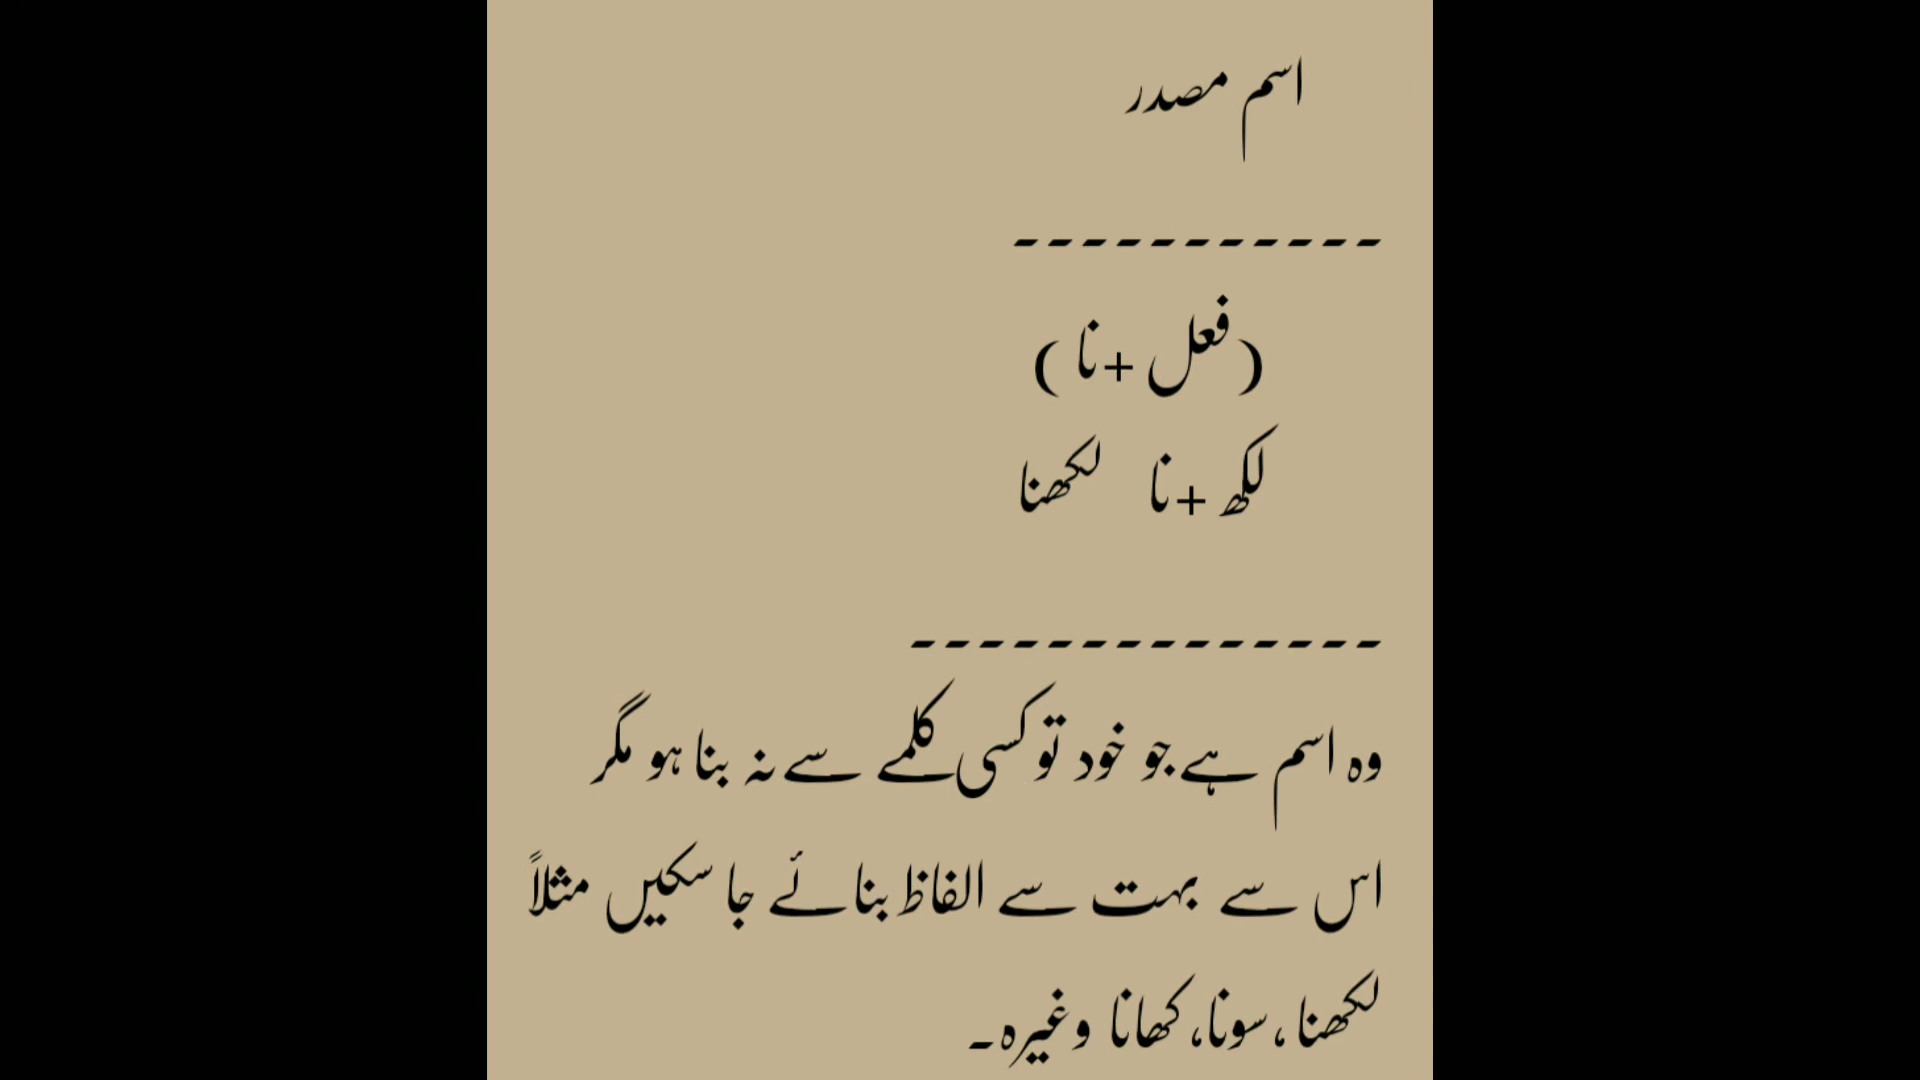 اسم مصدر
-----------
(فعل+نا)
لکھ+نا   لکھنا
--------------
وہ اسم ہے جو خود تو کسی کلمے سے نہ بنا ہو مگر
اس سے بہت سے الفاظ بنائے جا سکیں مثلاً
لکھنا،سونا،کھانا وغیرہ۔